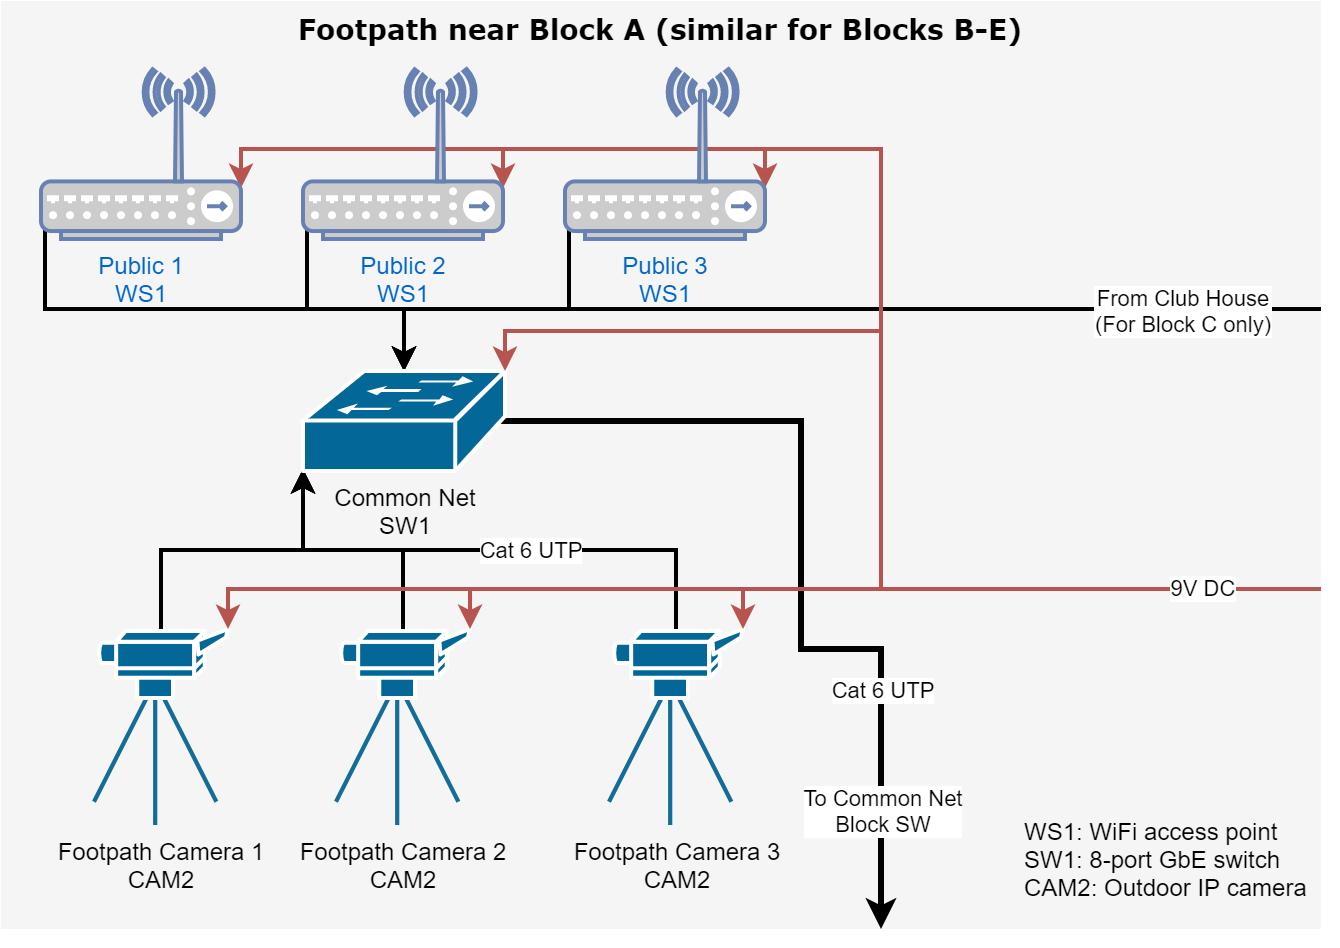 Footpath near Block A (similar for Blocks B-E)
Public 1
WS1
Public 2
WS1
Public 3
WS1
From Club House
(For Block C only)
Common Net
SW1
Cat 6 UTP
9V DC
Cat 6 UTP
To Common Net
Block SW
Footpath Camera 1
CAM2
Footpath Camera 2
CAM2
Footpath Camera 3
CAM2
WS1: WiFi access point
SW1: 8-port GbE switch
CAM2: Outdoor IP camera